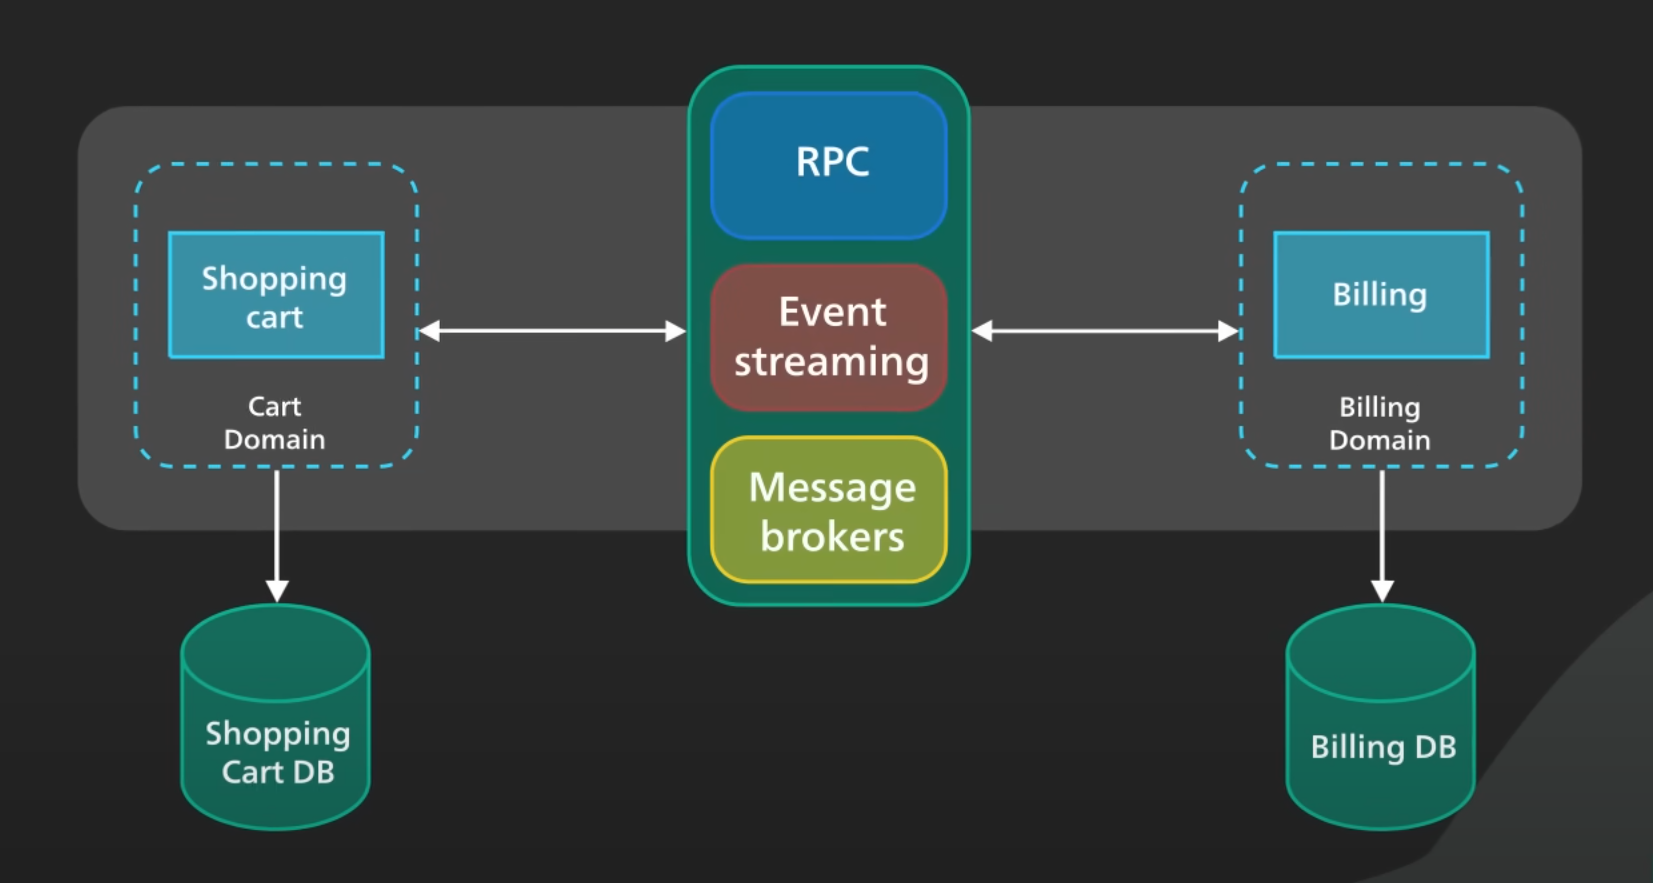 RPC
Shopping
cart
Event
streaming
Billing
Cart
Domain
Billing
Domain
Message
brokers
Shopping
Cart DB
Billing DB